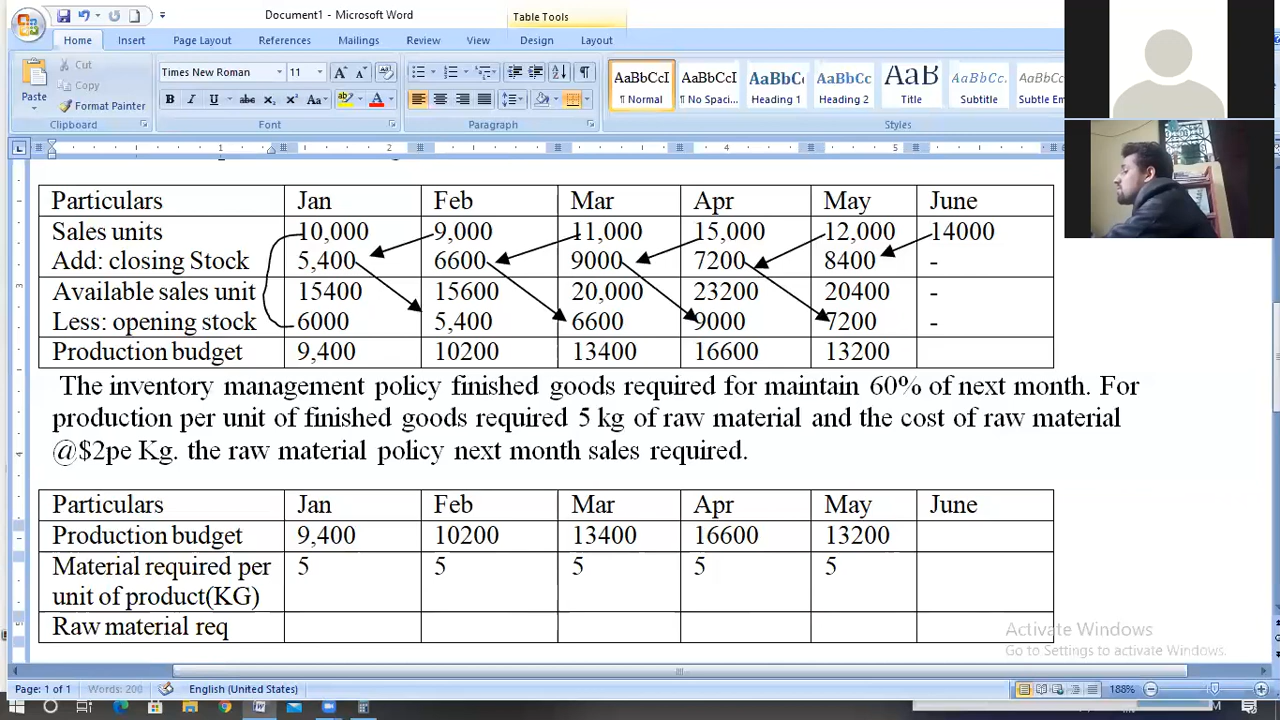 Document1 - Microsoft Word
Table Tools
Home Insert Page Layout References Mailings Review View Design Layout
Cut
Copy
Format Painter
Paste
Times New Roman 11
AaBbCcI AaBbCcI AaBbC AaBbCc AaB AaBbCc. AaBbCc
¶ Normal ¶ No Spaci... Heading 1 Heading 2 Title Subtitle Subtle Em
Clipboard Font Paragraph Styles
Particulars Jan Feb Mar Apr May June
Sales units 10,000 9,000 11,000 15,000 12,000 14000
Add: closing Stock 5,400 6600 9000 7200 8400 -
Available sales unit 15400 15600 20,000 23200 20400 -
Less: opening stock 6000 5,400 6600 9000 7200 -
Production budget 9,400 10200 13400 16600 13200
The inventory management policy finished goods required for maintain 60% of next month. For
production per unit of finished goods required 5 kg of raw material and the cost of raw material
@$2pe Kg. the raw material policy next month sales required.
Particulars Jan Feb Mar Apr May June
Production budget 9,400 10200 13400 16600 13200
Material required per 5 5 5 5 5
unit of product(KG)
Raw material req
Activate Windows
Go to Settings to activate Windows.
Page: 1 of 1 Words: 200 English (United States) 188%